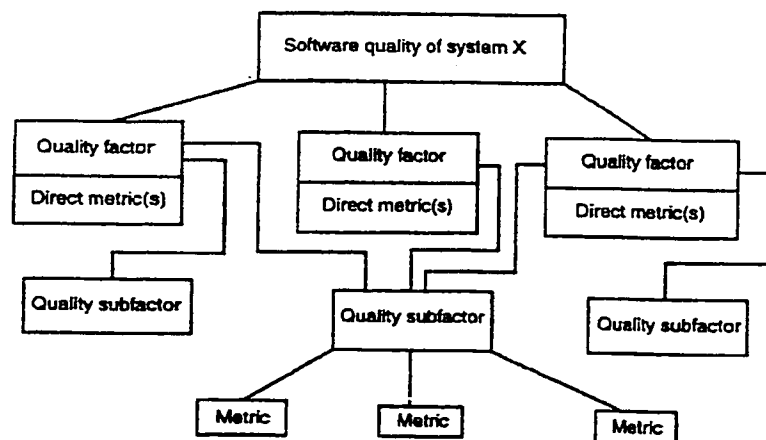 Software quality of system X
Quality factor
Direct metric(s)
Quality factor
Direct metric(s)
Quality factor
Direct metric(s)
Quality subfactor
Quality subfactor
Quality subfactor
Metric
Metric
Metric